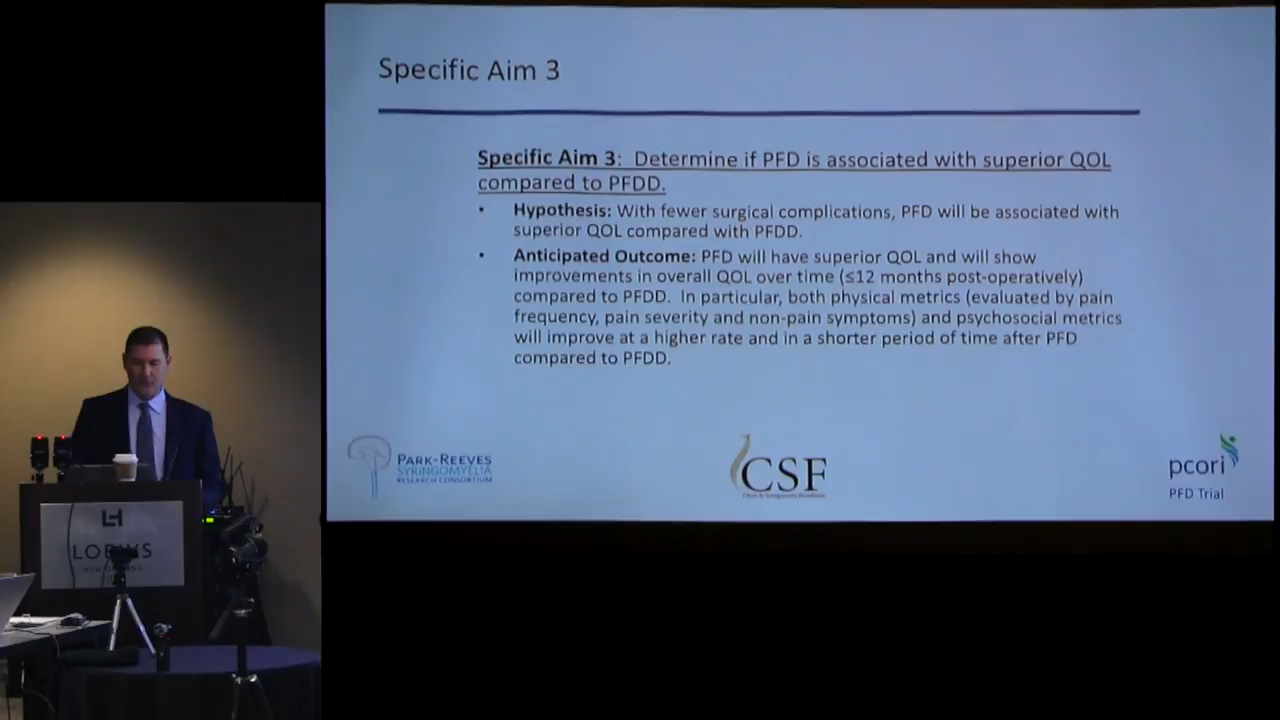 Specific Aim 3
Specific Aim 3: Determine if PFD is associated with superior QOL
compared to PFDD.
• Hypothesis: With fewer surgical complications, PFD will be associated with
superior QOL compared with PFDD.
• Anticipated Outcome: PFD will have superior QOL and will show
improvements in overall QOL over time (≤12 months post-operatively)
compared to PFDD. In particular, both physical metrics (evaluated by pain
frequency, pain severity and non-pain symptoms) and psychosocial metrics
will improve at a higher rate and in a shorter period of time after PFD
compared to PFDD.
PARK-REEVES
SYRINGOMYELIA
RESEARCH CONSORTIUM
CSF
pcori
PFD Trial